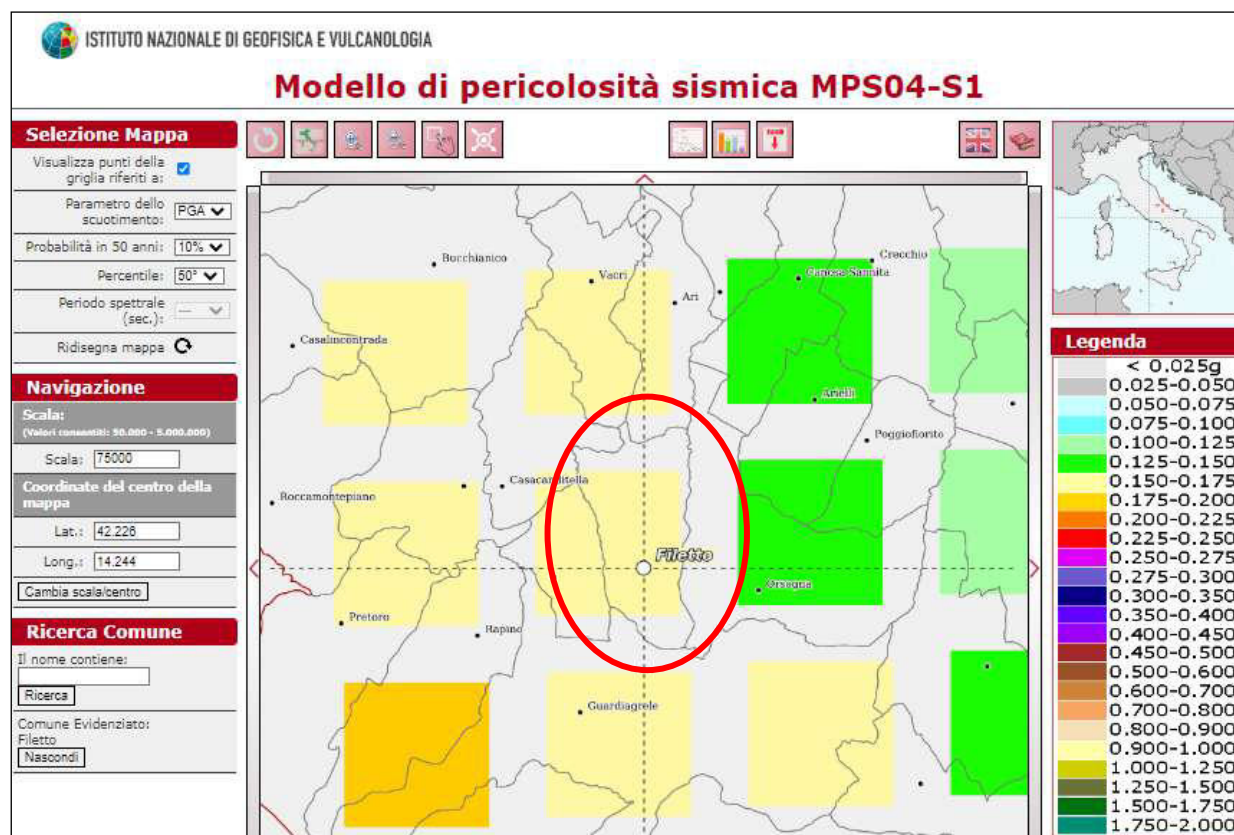 ISTITUTO NAZIONALE DI GEOFISICA E VULCANOLOGIA
Modello di pericolosità sismica MPS04-S1
Selezione Mappa
Visualizza punti della
griglia riferiti a:
Parametro dello
scuotimento:
PGA
Probabilità in 50 anni:
10%
Percentile:
50°
Periodo spettrale
(sec.):
---
Ridisegna mappa
Navigazione
Scala:
(Valori consentiti: 50.000 - 5.000.000)
Scala: 75000
Coordinate del centro della
mappa
Lat.: 42.226
Long.: 14.244
Cambia scala/centro
Ricerca Comune
Il nome contiene:
Ricerca
Comune Evidenziato:
Filetto
Nascondi
Bucchianico
Vacri
Ari
Crecchio
Canosa Sannita
Casalincontrada
Arielli
Poggiofiorito
Casacanditella
Roccamontepiano
Filetto
Orsogna
Pretoro
Rapino
Guardiagrele
Legenda
< 0.025g
0.025-0.050
0.050-0.075
0.075-0.100
0.100-0.125
0.125-0.150
0.150-0.175
0.175-0.200
0.200-0.225
0.225-0.250
0.250-0.275
0.275-0.300
0.300-0.350
0.350-0.400
0.400-0.450
0.450-0.500
0.500-0.600
0.600-0.700
0.700-0.800
0.800-0.900
0.900-1.000
1.000-1.250
1.250-1.500
1.500-1.750
1.750-2.000